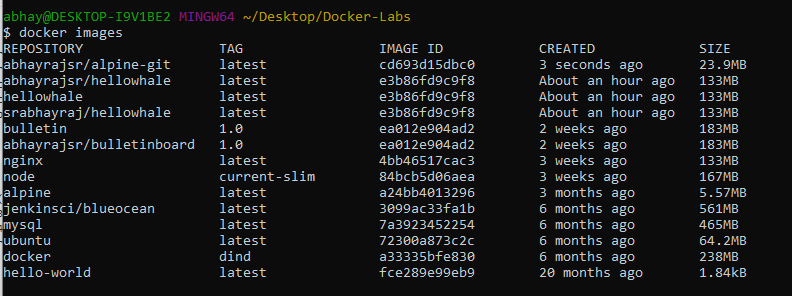 abhay@DESKTOP-I9V1BE2 MINGW64 ~/Desktop/Docker-Labs
$ docker images
REPOSITORY TAG IMAGE ID CREATED SIZE
abhayrajsr/alpine-git latest cd693d15dbc0 3 seconds ago 23.9MB
abhayrajsr/hellowhale latest e3b86fd9c9f8 About an hour ago 133MB
hellowhale latest e3b86fd9c9f8 About an hour ago 133MB
srabhayraj/hellowhale latest e3b86fd9c9f8 About an hour ago 133MB
bulletin 1.0 ea012e904ad2 2 weeks ago 183MB
abhayrajsr/bulletinboard 1.0 ea012e904ad2 2 weeks ago 183MB
nginx latest 4bb46517cac3 3 weeks ago 133MB
node current-slim 84bcb5d06aea 3 weeks ago 167MB
alpine latest a24bb4013296 3 months ago 5.57MB
jenkinsci/blueocean latest 3099ac33fa1b 6 months ago 561MB
mysql latest 7a3923452254 6 months ago 465MB
ubuntu latest 72300a873c2c 6 months ago 64.2MB
docker dind a33335bfe830 6 months ago 238MB
hello-world latest fce289e99eb9 20 months ago 1.84kB